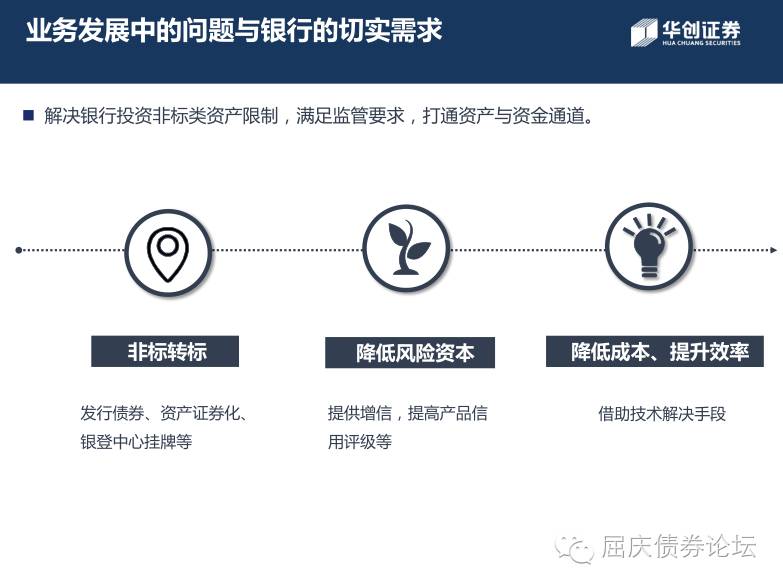 业务发展中的问题与银行的切实需求
华创证券
HUA CHUANG SECURITIES
解决银行投资非标类资产限制，满足监管要求，打通资产与资金通道。
非标转标
降低风险资本
降低成本、提升效率
发行债券、资产证券化、
银登中心挂牌等
提供增信，提高产品信
用评级等
借助技术解决手段
屈庆债券论坛